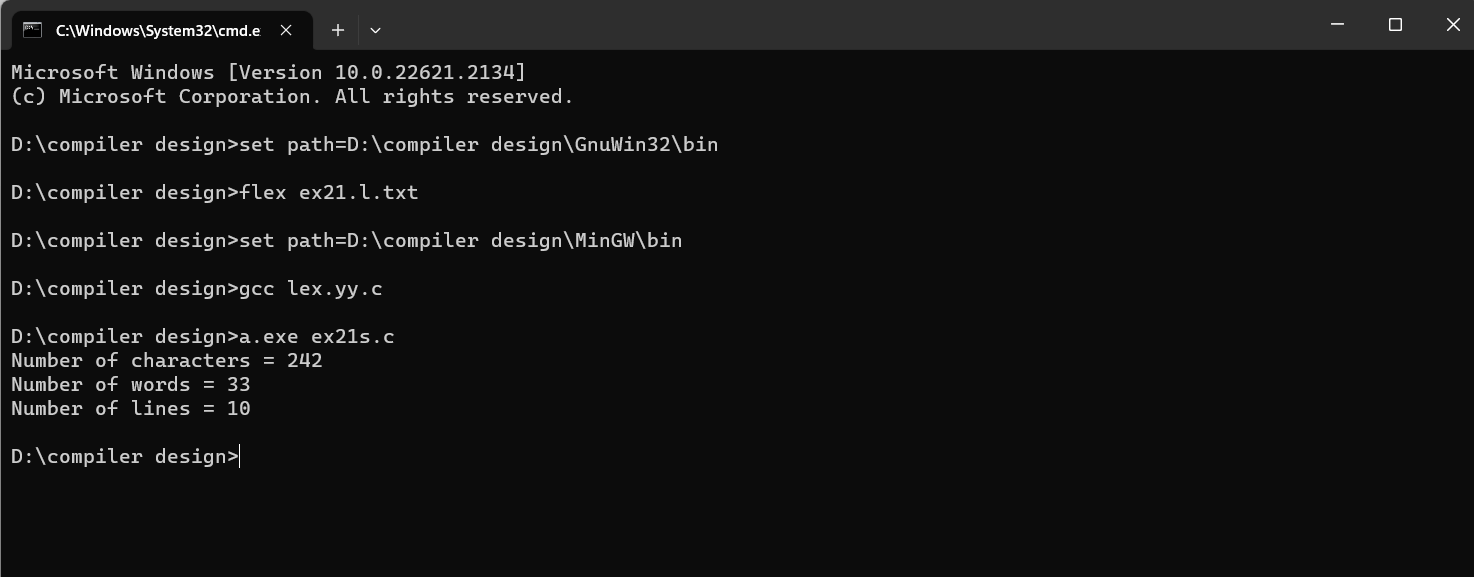 C:\Windows\System32\cmd.e
Microsoft Windows [Version 10.0.22621.2134]
(c) Microsoft Corporation. All rights reserved.
D:\compiler design>set path=D:\compiler design\GnuWin32\bin
D:\compiler design>flex ex21.l.txt
D:\compiler design>set path=D:\compiler design\MinGW\bin
D:\compiler design>gcc lex.yy.c
D:\compiler design>a.exe ex21s.c
Number of characters = 242
Number of words = 33
Number of lines = 10
D:\compiler design>